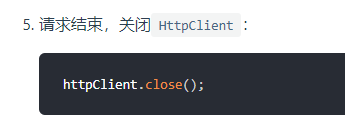 5. 请求结束，关闭 HttpClient：
httpClient.close();